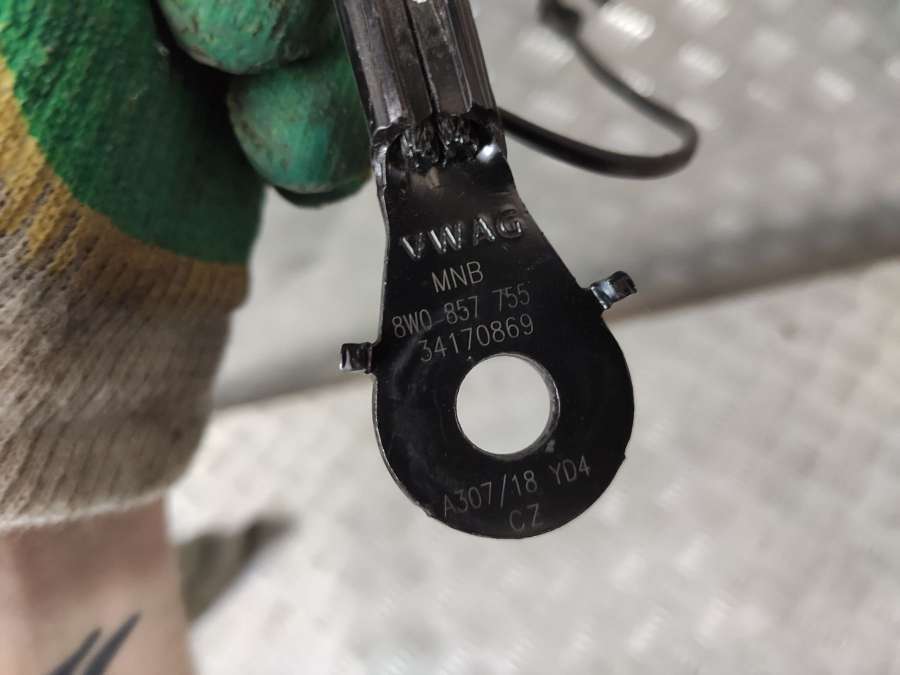 VWAG
MNB
8W0 857 755
34170869
A307/18 YD4
CZ